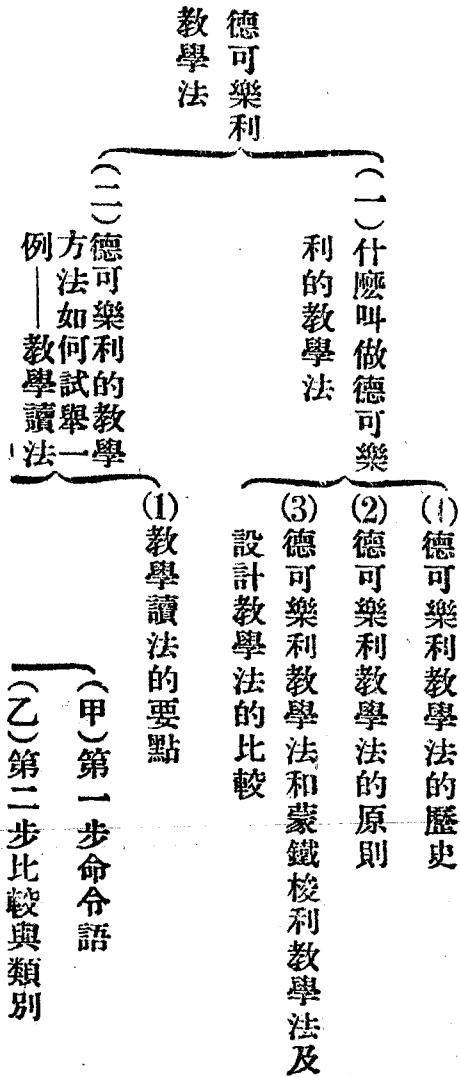 德可樂利
教學法
(一)什麽叫做德可樂
利的教學法
(1)德可樂利教學法的歷史
(2)德可樂利教學法的原則
(3)德可樂利教學法和蒙鐵梭利教學法及
設計教學法的比較
(二)德可樂利的教學
方法如何試舉一
例——教學讀法
(1)教學讀法的要點
(甲)第一步命令語
(乙)第二步比較與類別